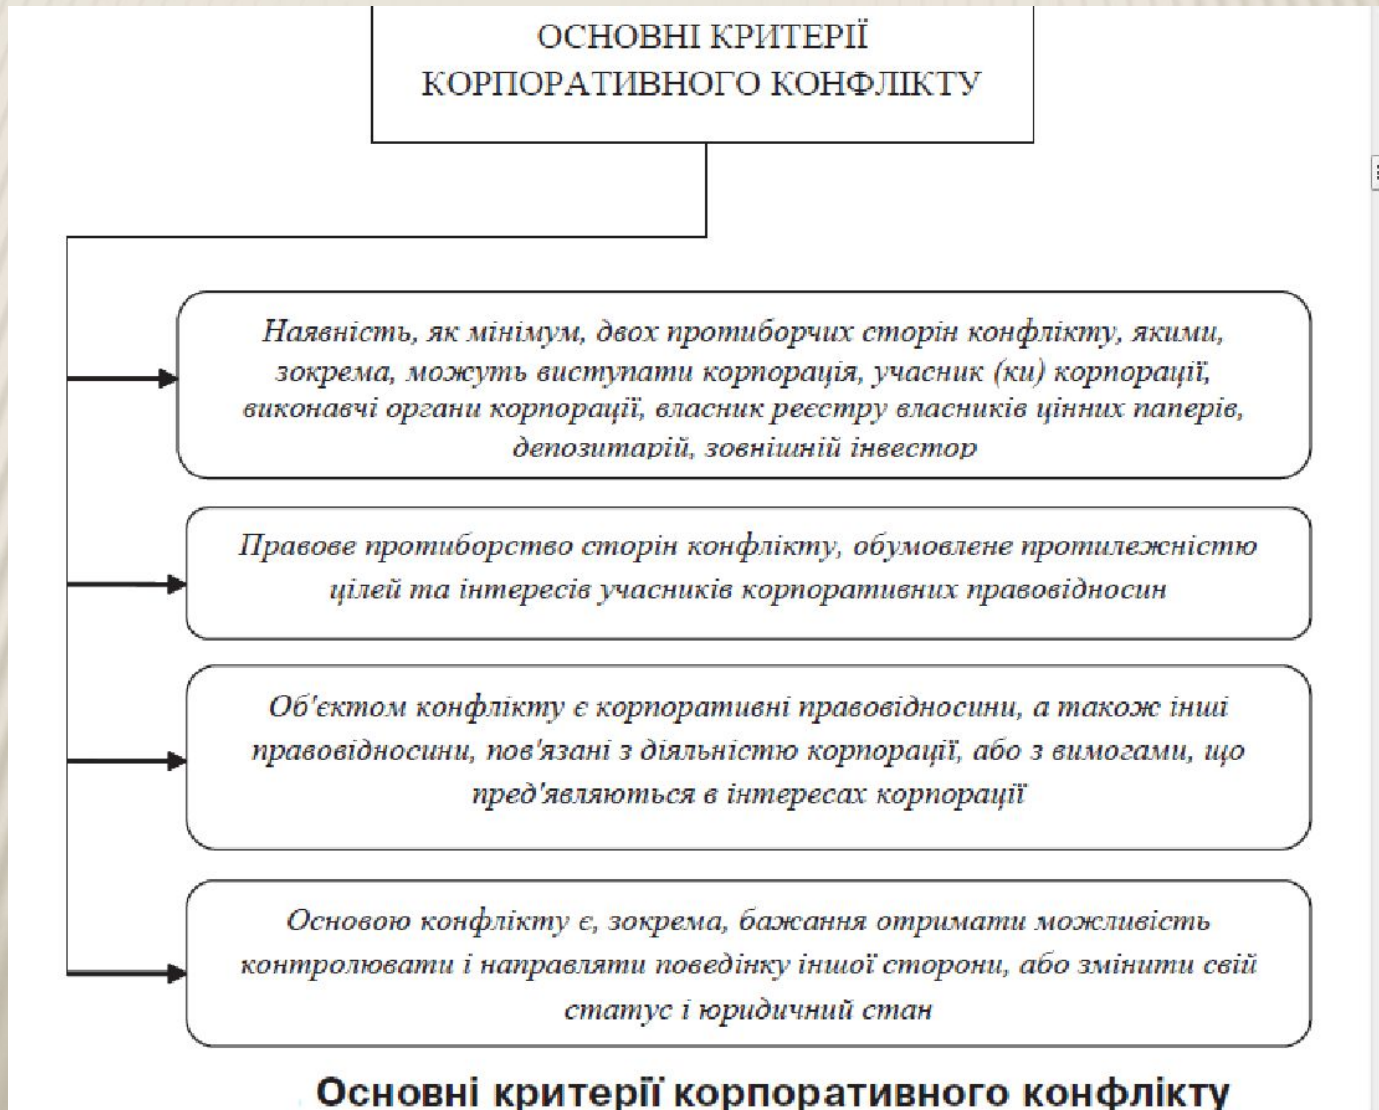 ОСНОВНІ КРИТЕРІЇ
КОРПОРАТИВНОГО КОНФЛІКТУ
Наявність, як мінімум, двох протиборчих сторін конфлікту, якими,
зокрема, можуть виступати корпорація, учасник (ки) корпорації,
виконавчі органи корпорації, власник реєстру власників цінних паперів,
депозитарій, зовнішній інвестор
Правове протиборство сторін конфлікту, обумовлене протилежністю
цілей та інтересів учасників корпоративних правовідносин
Об'єктом конфлікту є корпоративні правовідносини, а також інші
правовідносини, пов'язані з діяльністю корпорації, або з вимогами, що
пред'являються в інтересах корпорації
Основою конфлікту є, зокрема, бажання отримати можливість
контролювати і направляти поведінку іншої сторони, або змінити свій
статус і юридичний стан
Основні критерії корпоративного конфлікту